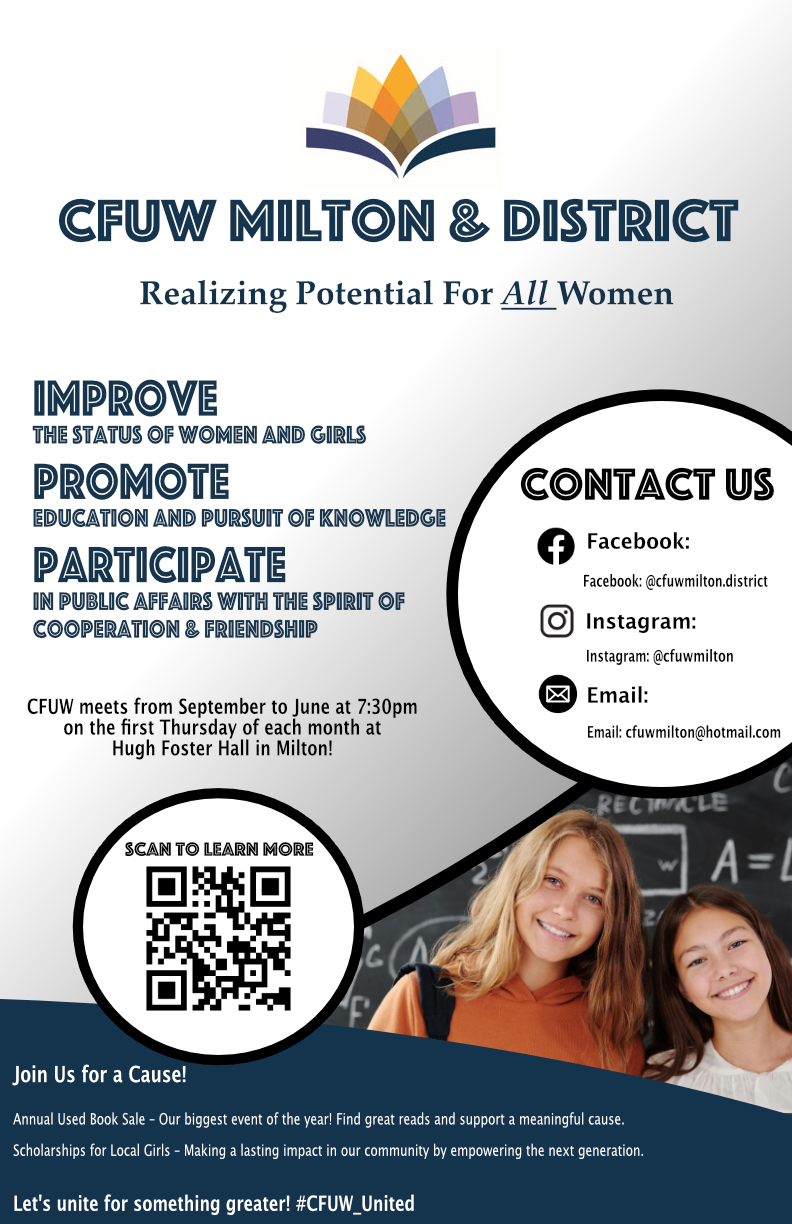 CFUW MILTON & DISTRICT
Realizing Potential For All Women
IMPROVE
THE STATUS OF WOMEN AND GIRLS
PROMOTE
EDUCATION AND PURSUIT OF KNOWLEDGE
PARTICIPATE
IN PUBLIC AFFAIRS WITH THE SPIRIT OF
COOPERATION & FRIENDSHIP
CFUW meets from September to June at 7:30pm
on the first Thursday of each month at
Hugh Foster Hall in Milton!
CONTACT US
Facebook:
Facebook: @cfuwmilton.district
Instagram:
Instagram: @cfuwmilton
Email:
Email: cfuwmilton@hotmail.com
SCAN TO LEARN MORE
w
A =
Join Us for a Cause!
Annual Used Book Sale – Our biggest event of the year! Find great reads and support a meaningful cause.
Scholarships for Local Girls – Making a lasting impact in our community by empowering the next generation.
Let's unite for something greater! #CFUW_United